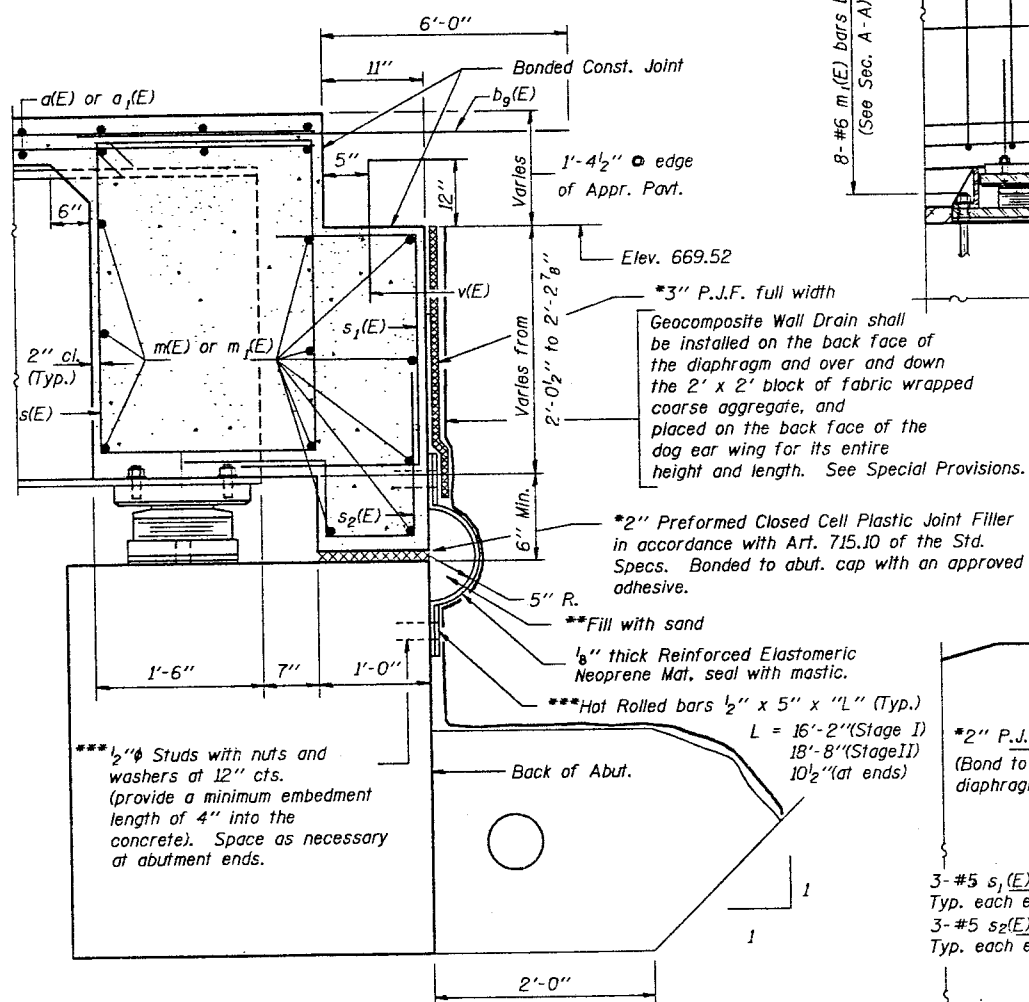 6'-0"
11"
Bonded Const. Joint
a(E) or a₁(E)
b₉(E)
5"
12"
Varies
1'-4½" @ edge
of Appr. Pavt.
6"
Elev. 669.52
v(E)
*3" P.J.F. full width
s₁(E)
Varies from
2'-0½" to 2'-2⅞"
Geocomposite Wall Drain shall
be installed on the back face of
the diaphragm and over and down
the 2' x 2' block of fabric wrapped
coarse aggregate, and
placed on the back face of the
dog ear wing for its entire
height and length. See Special Provisions.
m(E) or m₁(E)
2" cl.
(Typ.)
s(E)
s₂(E)
6" Min.
*2" Preformed Closed Cell Plastic Joint Filler
in accordance with Art. 715.10 of the Std.
Specs. Bonded to abut. cap with an approved
adhesive.
5" R.
**Fill with sand
⅛" thick Reinforced Elastomeric
Neoprene Mat. seal with mastic.
1'-6"
7"
1'-0"
***Hot Rolled bars ½" x 5" x "L" (Typ.)
L = 16'-2"(Stage I)
18'-8"(StageII)
10½"(at ends)
***½"ϕ Studs with nuts and
washers at 12" cts.
(provide a minimum embedment
length of 4" into the
concrete). Space as necessary
at abutment ends.
Back of Abut.
1
1
2'-0"
8-#6 m₁(E) bars
(See Sec. A-A)
*2" P.J.
(Bond to
diaphrag
3-#5 s₁(E)
Typ. each e
3-#5 s₂(E)
Typ. each e